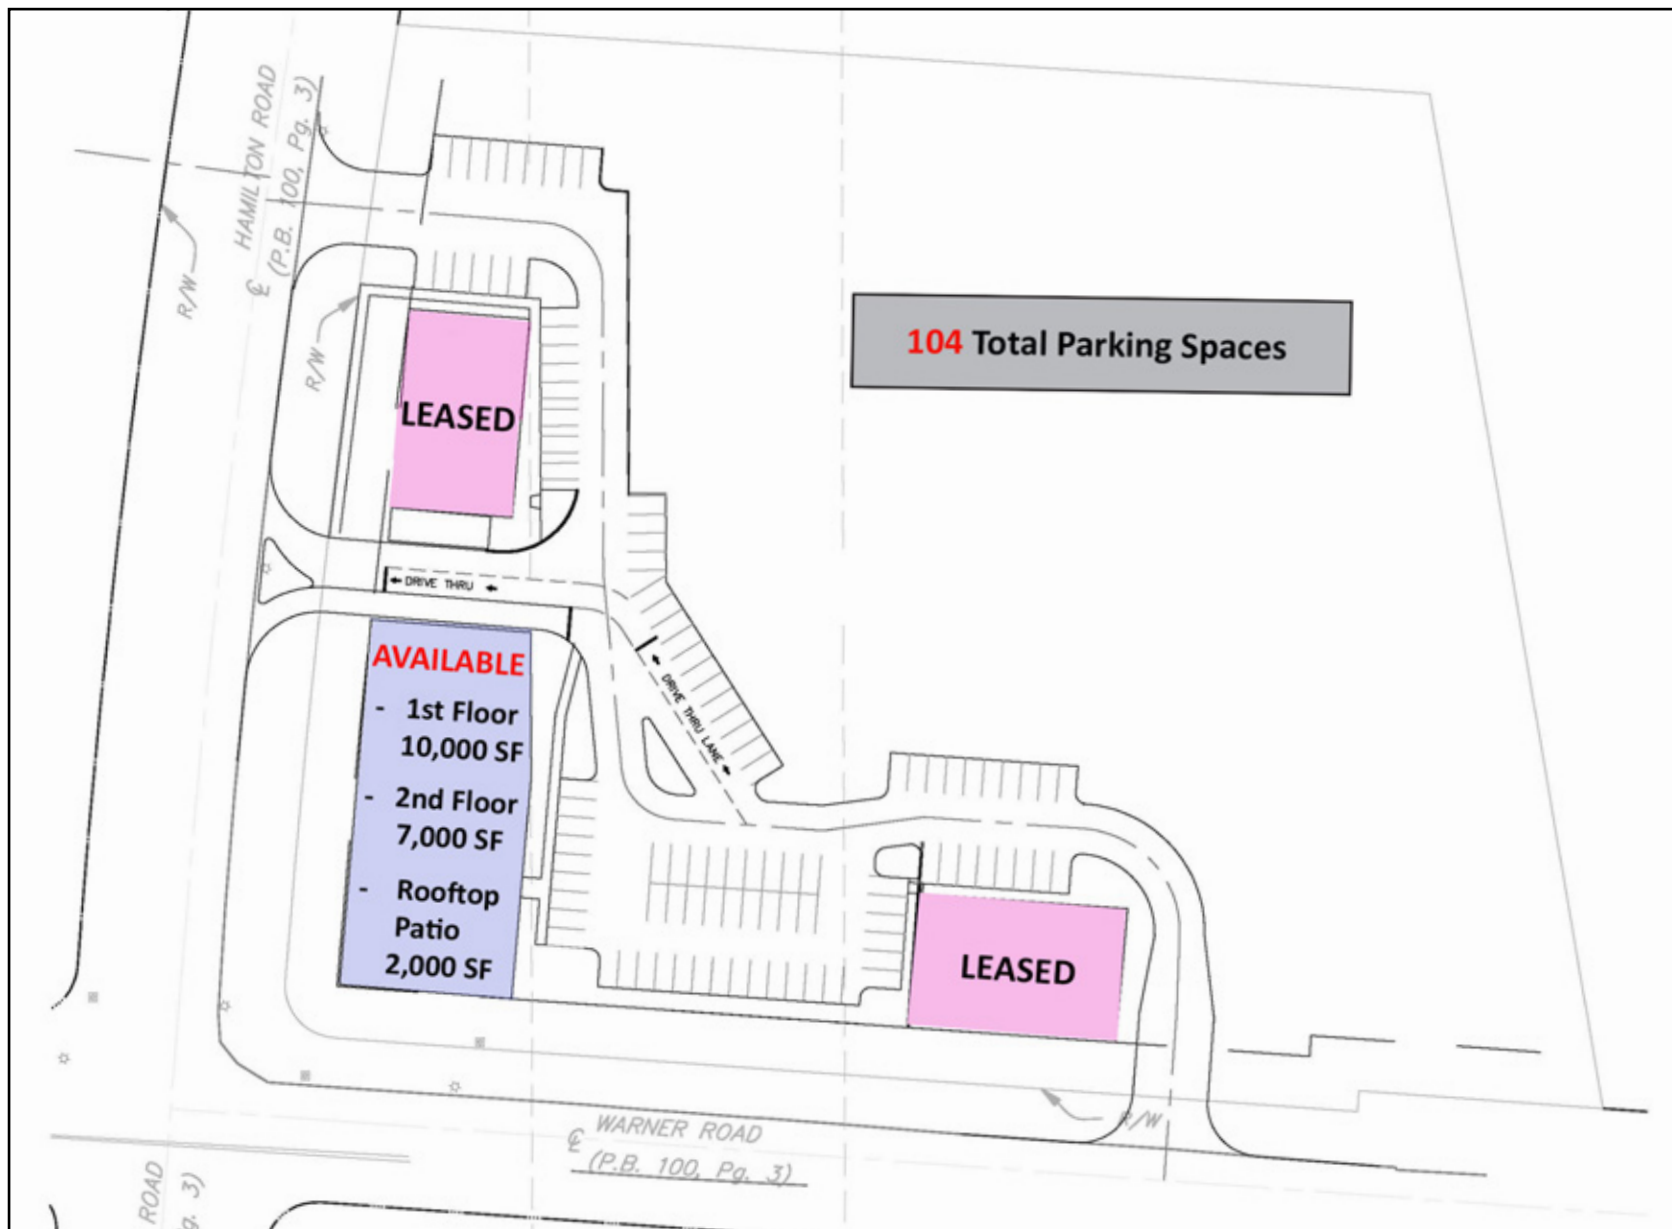 HAMILTON ROAD
(P.B. 100, Pg. 3)
R/W
R/W
104 Total Parking Spaces
LEASED
DRIVE THRU
AVAILABLE
- 1st Floor
10,000 SF
- 2nd Floor
7,000 SF
- Rooftop
Patio
2,000 SF
DRIVE THRU LANE
LEASED
R/W
WARNER ROAD
(P.B. 100, Pg. 3)
ROAD
g. 3)